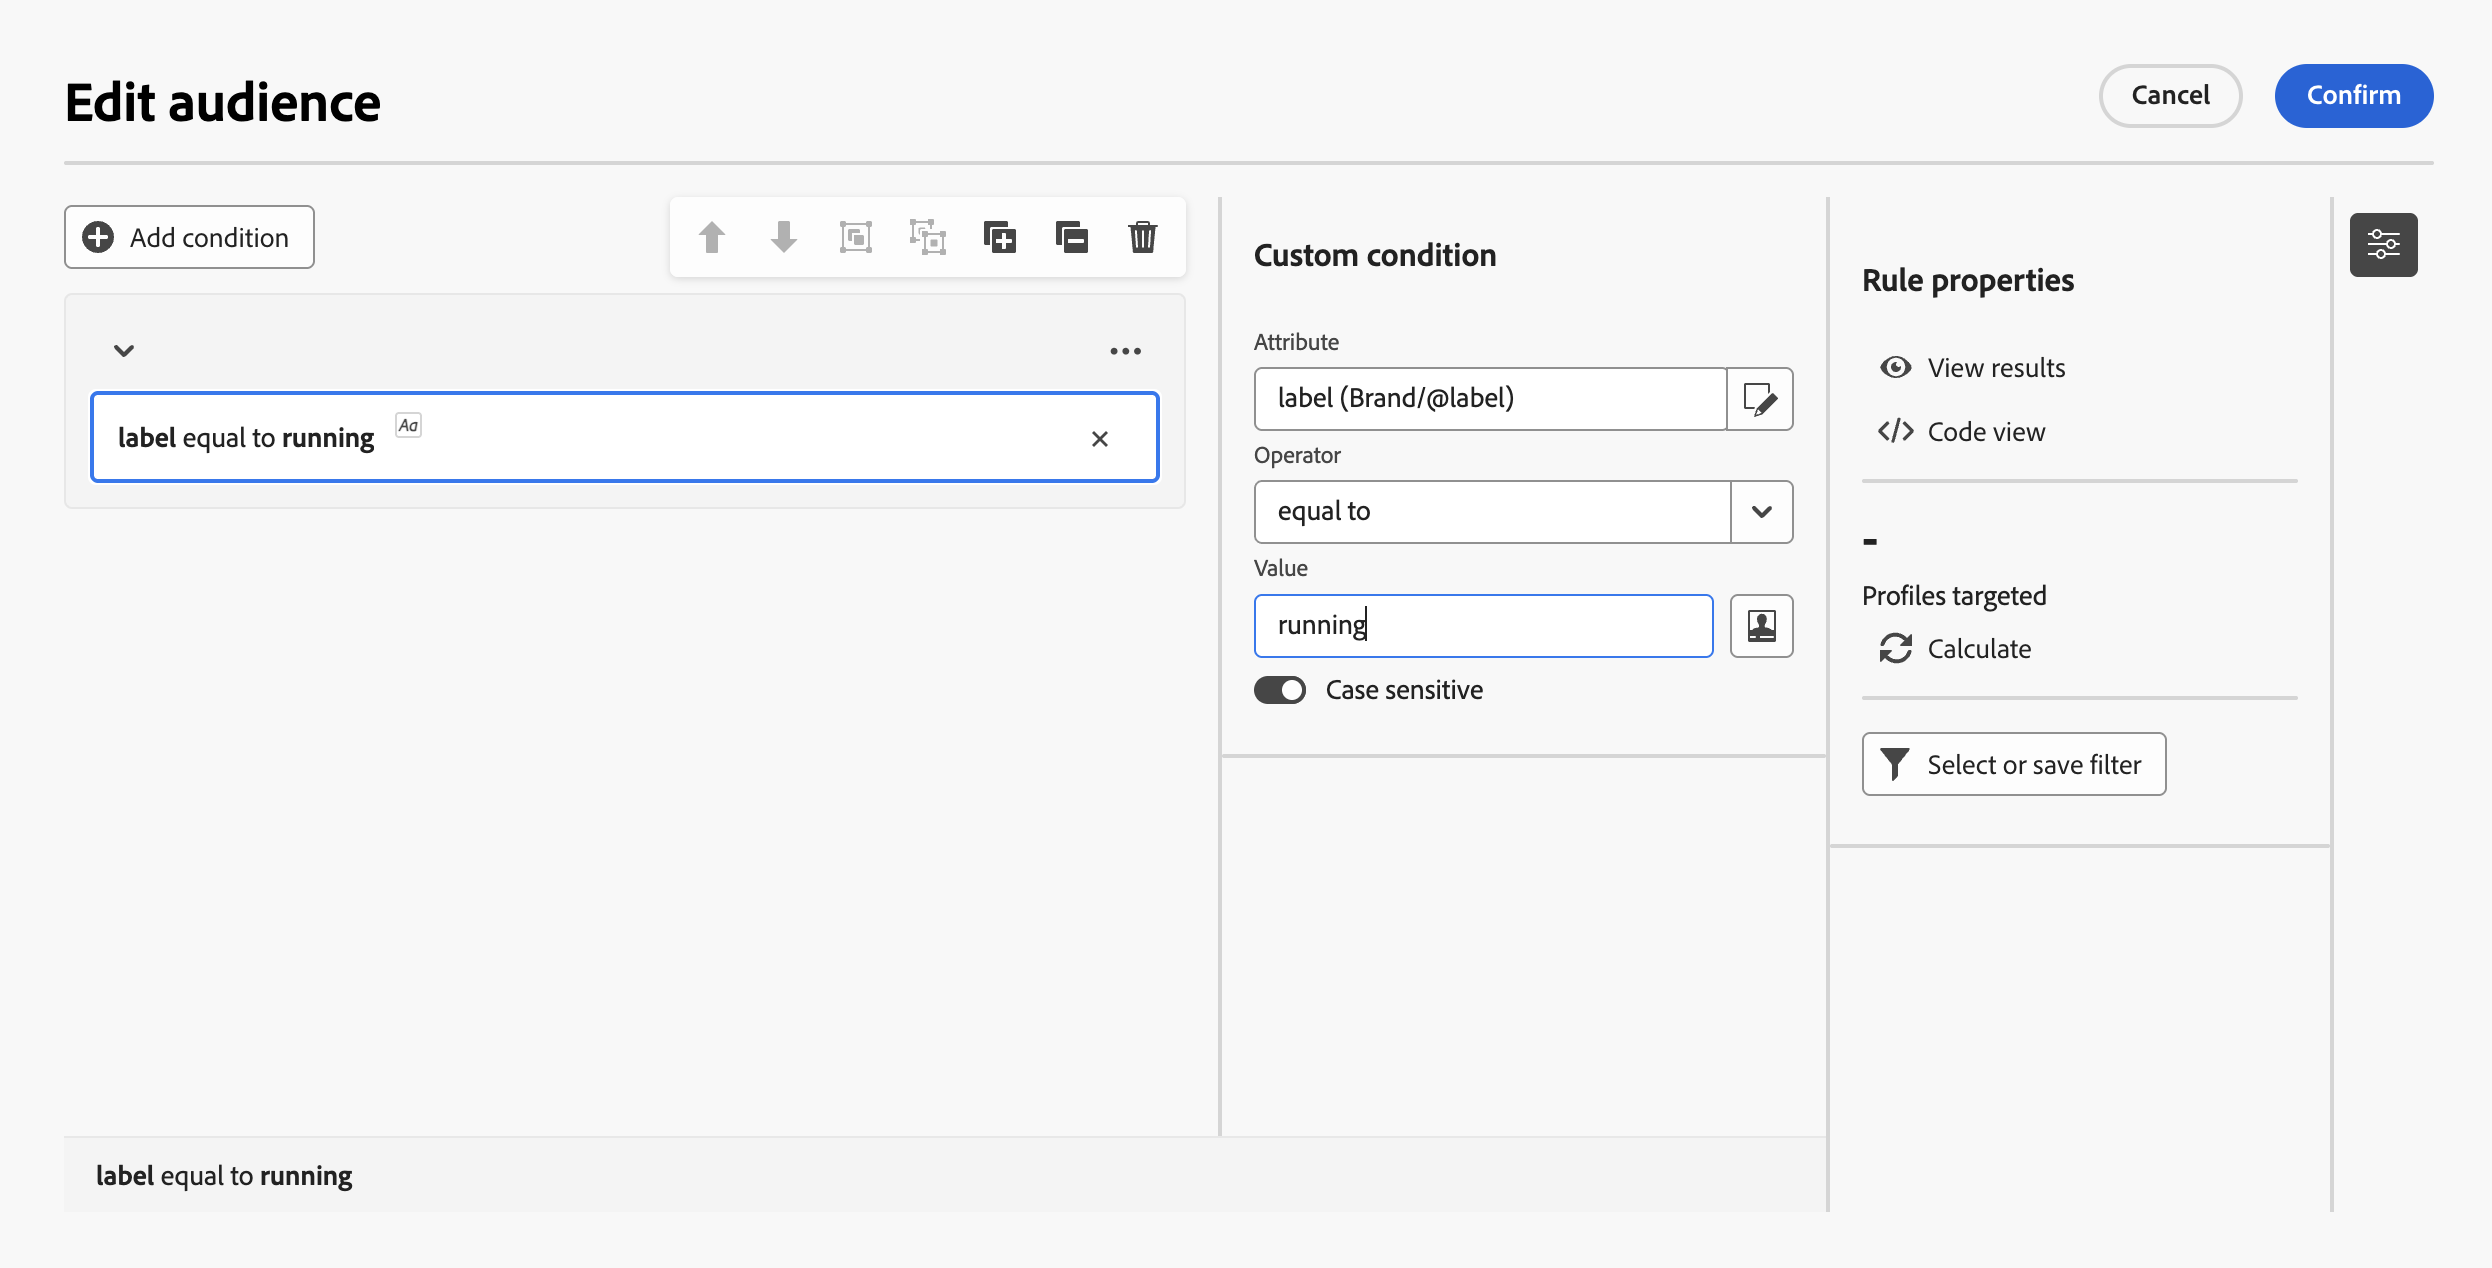 Edit audience
Cancel
Confirm
Add condition
label equal to running Aa
Custom condition
Attribute
label (Brand/@label)
Operator
equal to
Value
running
Case sensitive
Rule properties
View results
</> Code view
-
Profiles targeted
Calculate
Select or save filter
label equal to running